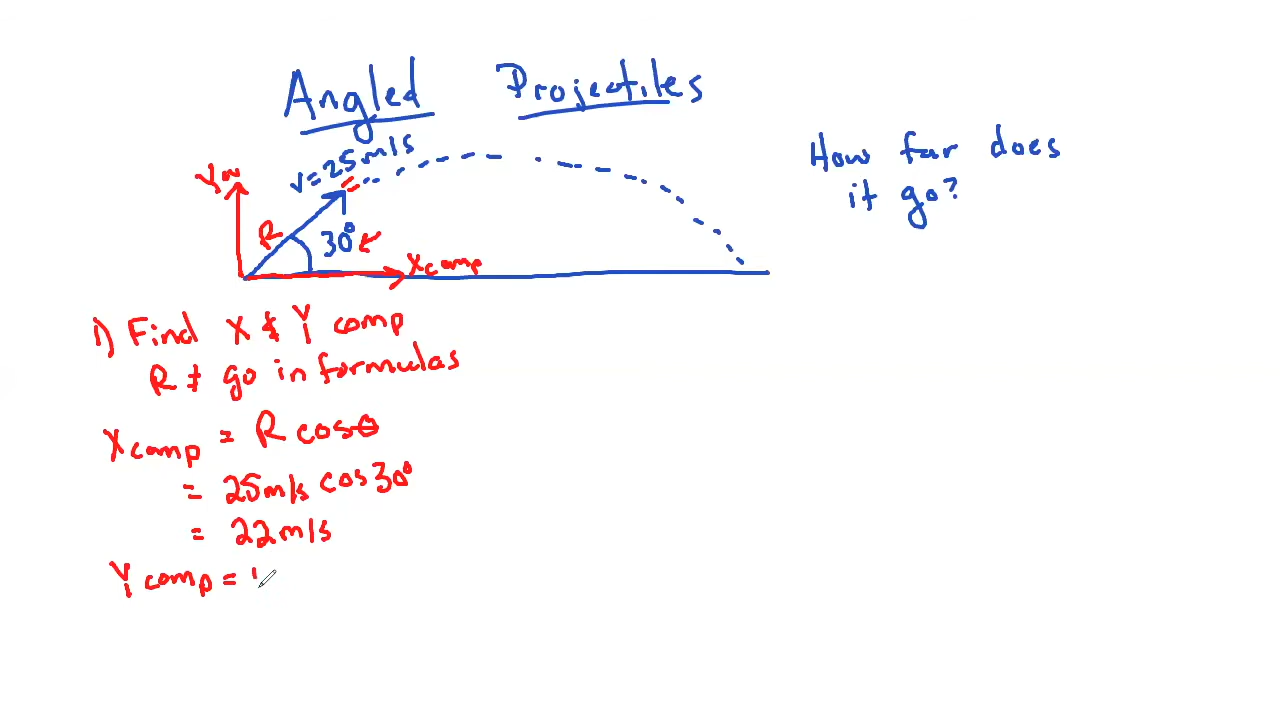 Angled Projectiles
How far does
it go?
v=25m/s
R
30°
Xcomp
1) Find X & Y comp
R ≠ go in formulas
Xcomp = R cosθ
= 25m/s cos30°
= 22m/s
Y comp =